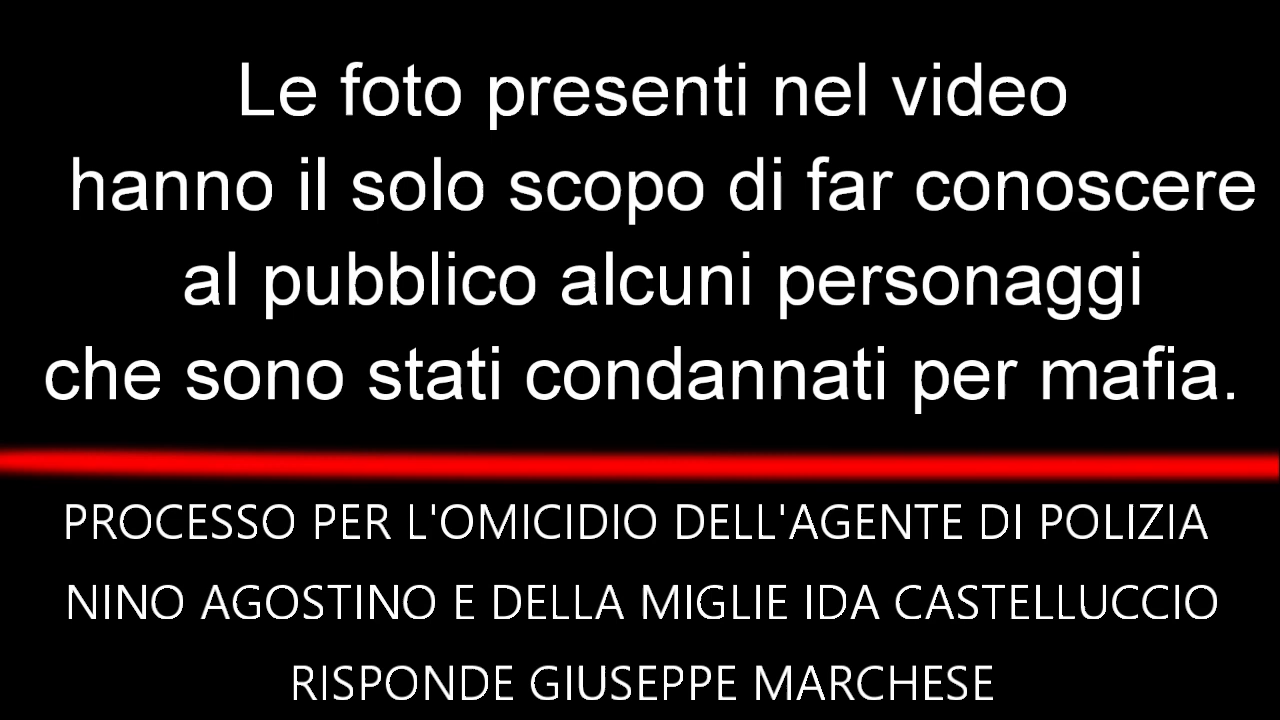 Le foto presenti nel video
hanno il solo scopo di far conoscere
al pubblico alcuni personaggi
che sono stati condannati per mafia.
PROCESSO PER L'OMICIDIO DELL'AGENTE DI POLIZIA
NINO AGOSTINO E DELLA MIGLIE IDA CASTELLUCCIO
RISPONDE GIUSEPPE MARCHESE